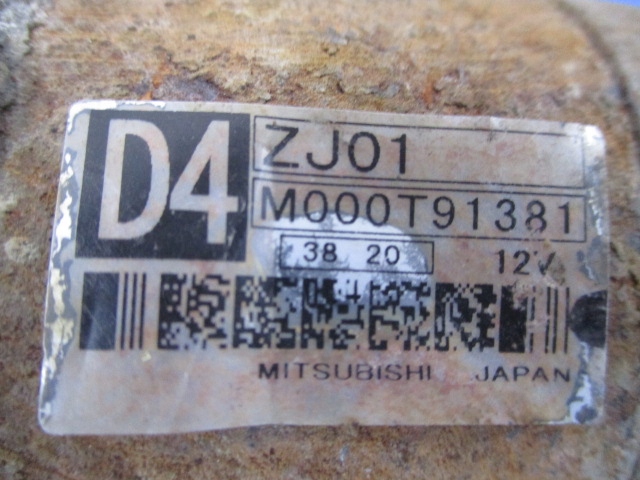 D4
ZJ01
M000T91381
38 20
12V
MITSUBISHI JAPAN